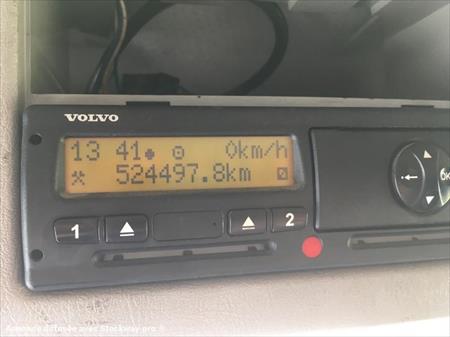 VOLVO
13 41 0km/h
524497.8km
1 2
OK
Annonce diffusée avec Stockway pro ®